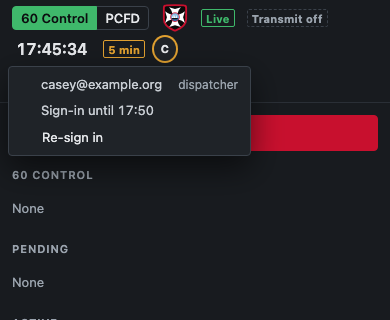 60 Control PCFD Live Transmit off
17:45:34 5 min C
casey@example.org dispatcher
Sign-in until 17:50
Re-sign in
60 CONTROL
None
PENDING
None